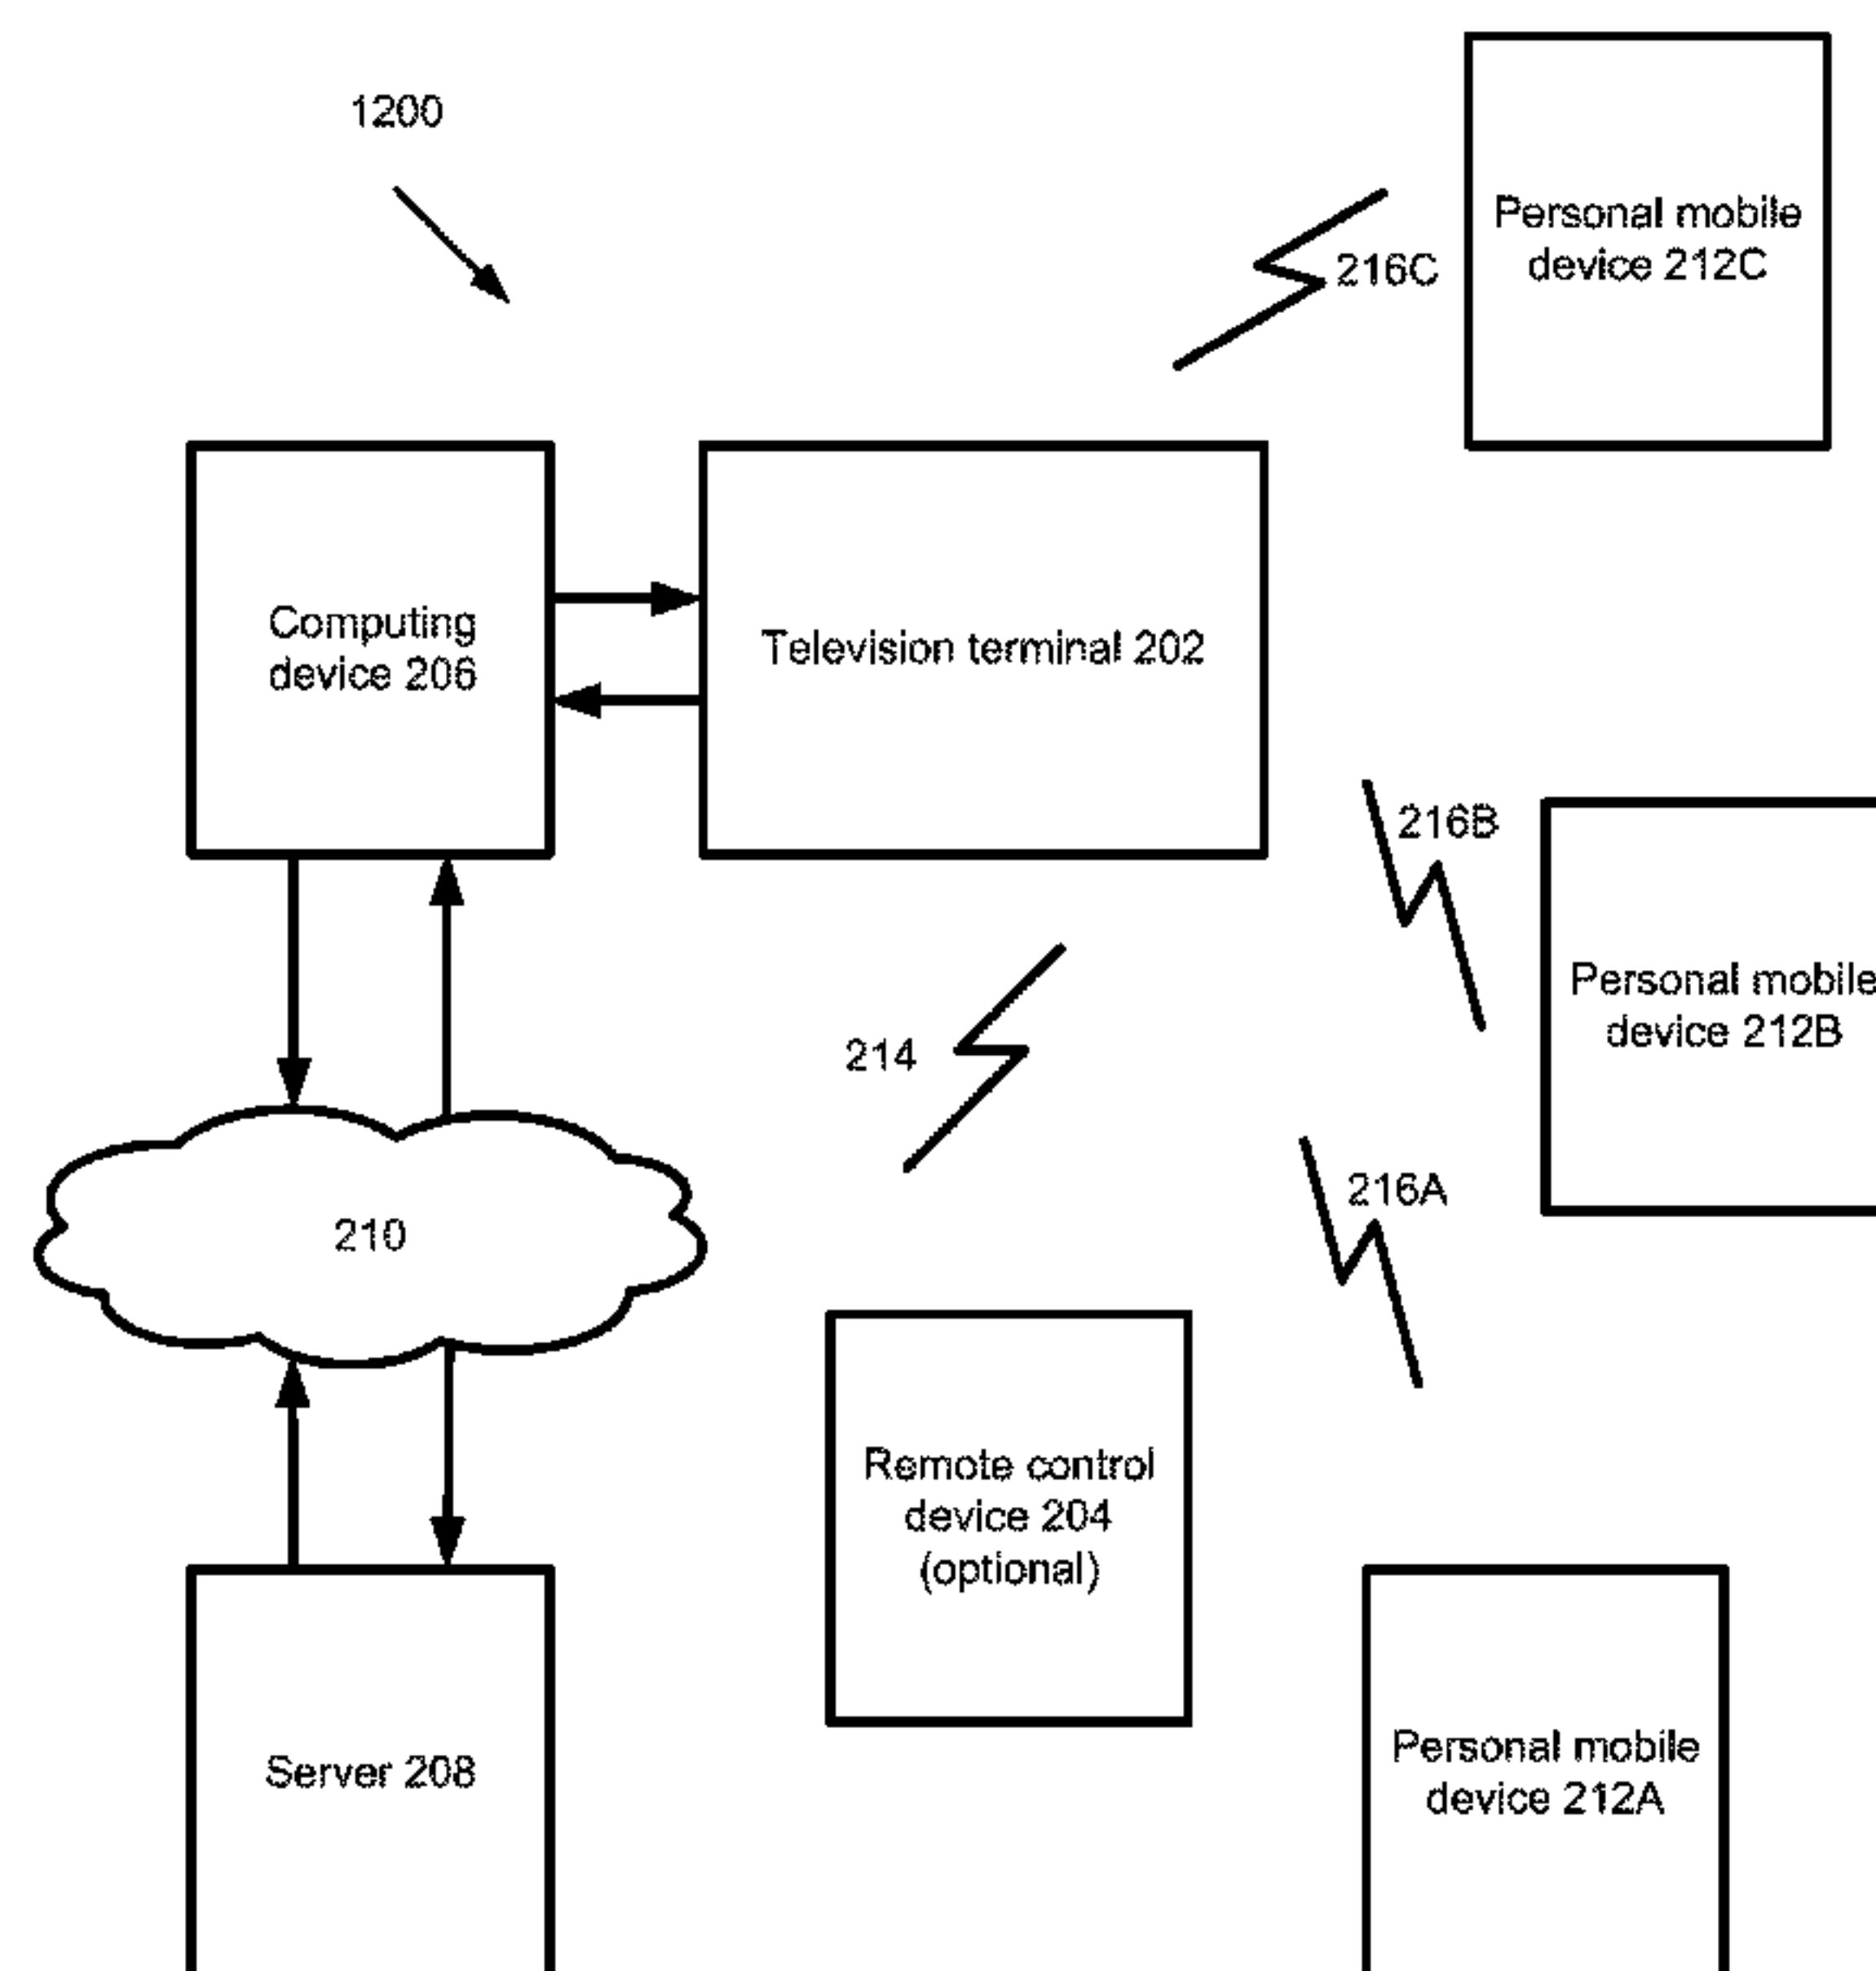 1200
Personal mobile
device 212C
216C
Computing
device 206
Television terminal 202
216B
Personal mobile
device 212B
214
216A
210
Remote control
device 204
(optional)
Server 208
Personal mobile
device 212A